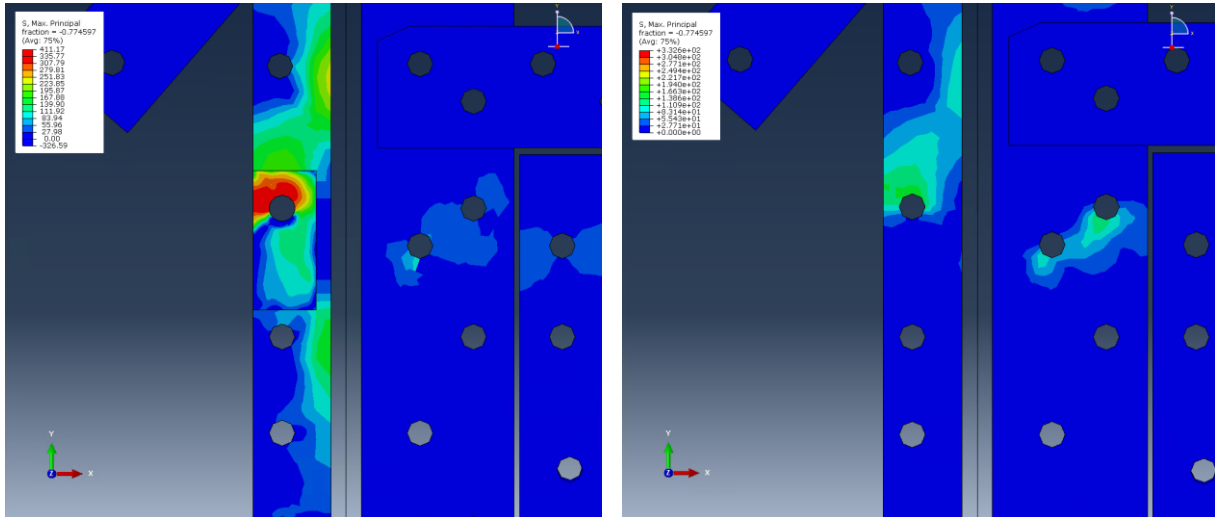 S, Max. Principal
fraction = -0.774597
(Avg: 75%)
411.17
335.77
307.79
279.81
251.83
223.85
195.87
167.88
139.90
111.92
83.94
55.96
27.98
0.00
-326.59
Y
X
Y
Z
X
S, Max. Principal
fraction = -0.774597
(Avg: 75%)
+3.326e+02
+3.048e+02
+2.771e+02
+2.494e+02
+2.217e+02
+1.940e+02
+1.663e+02
+1.386e+02
+1.109e+02
+8.314e+01
+5.543e+01
+2.771e+01
+0.000e+00
Y
X
Y
Z
X